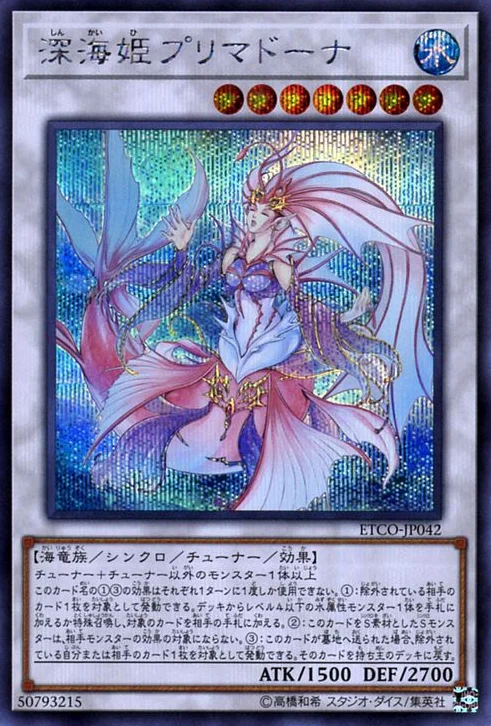 深海姫プリマドーナ
水
ETCO-JP042
【海竜族／シンクロ／チューナー／効果】
チューナー＋チューナー以外のモンスター1体以上
このカード名の①③の効果はそれぞれ1ターンに1度しか使用できない。①：除外されている相手の
カード1枚を対象として発動できる。デッキからレベル4以下の水属性モンスター1体を手札に
加えるか特殊召喚し、対象のカードを相手の手札に加える。②：このカードをS素材としたSモンス
ターは、相手モンスターの効果の対象にならない。③：このカードが墓地へ送られた場合、除外され
ている自分または相手のカード1枚を対象として発動できる。そのカードを持ち主のデッキに戻す。
ATK/1500 DEF/2700
50793215
©高橋和希 スタジオ・ダイス/集英社